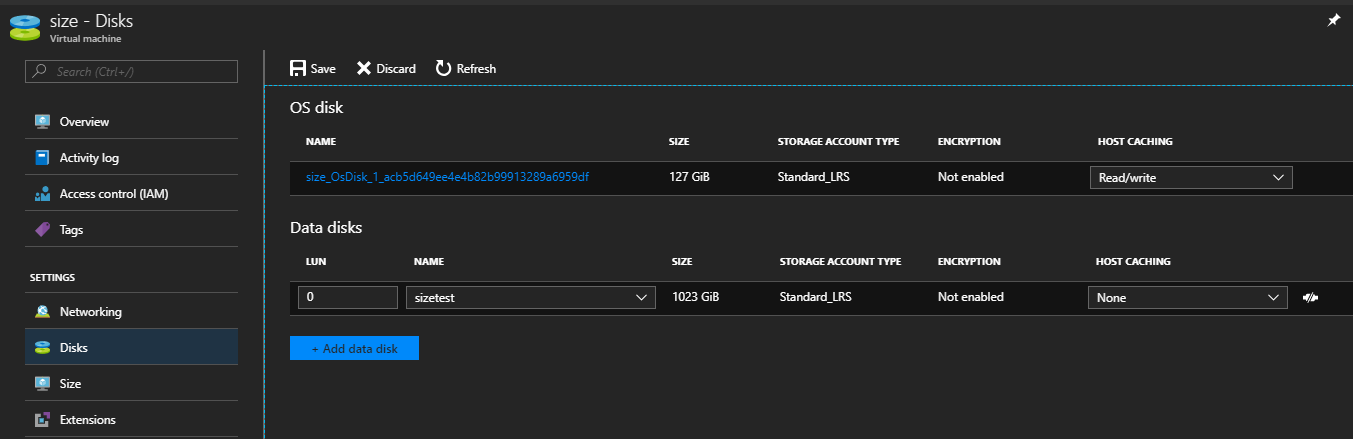 size - Disks
Virtual machine
Search (Ctrl+/)
Overview
Activity log
Access control (IAM)
Tags
SETTINGS
Networking
Disks
Size
Extensions
Save Discard Refresh
OS disk
NAME SIZE STORAGE ACCOUNT TYPE ENCRYPTION HOST CACHING
size_OsDisk_1_acb5d649ee4e4b82b99913289a6959df 127 GiB Standard_LRS Not enabled Read/write
Data disks
LUN NAME SIZE STORAGE ACCOUNT TYPE ENCRYPTION HOST CACHING
0 sizetest 1023 GiB Standard_LRS Not enabled None
+ Add data disk